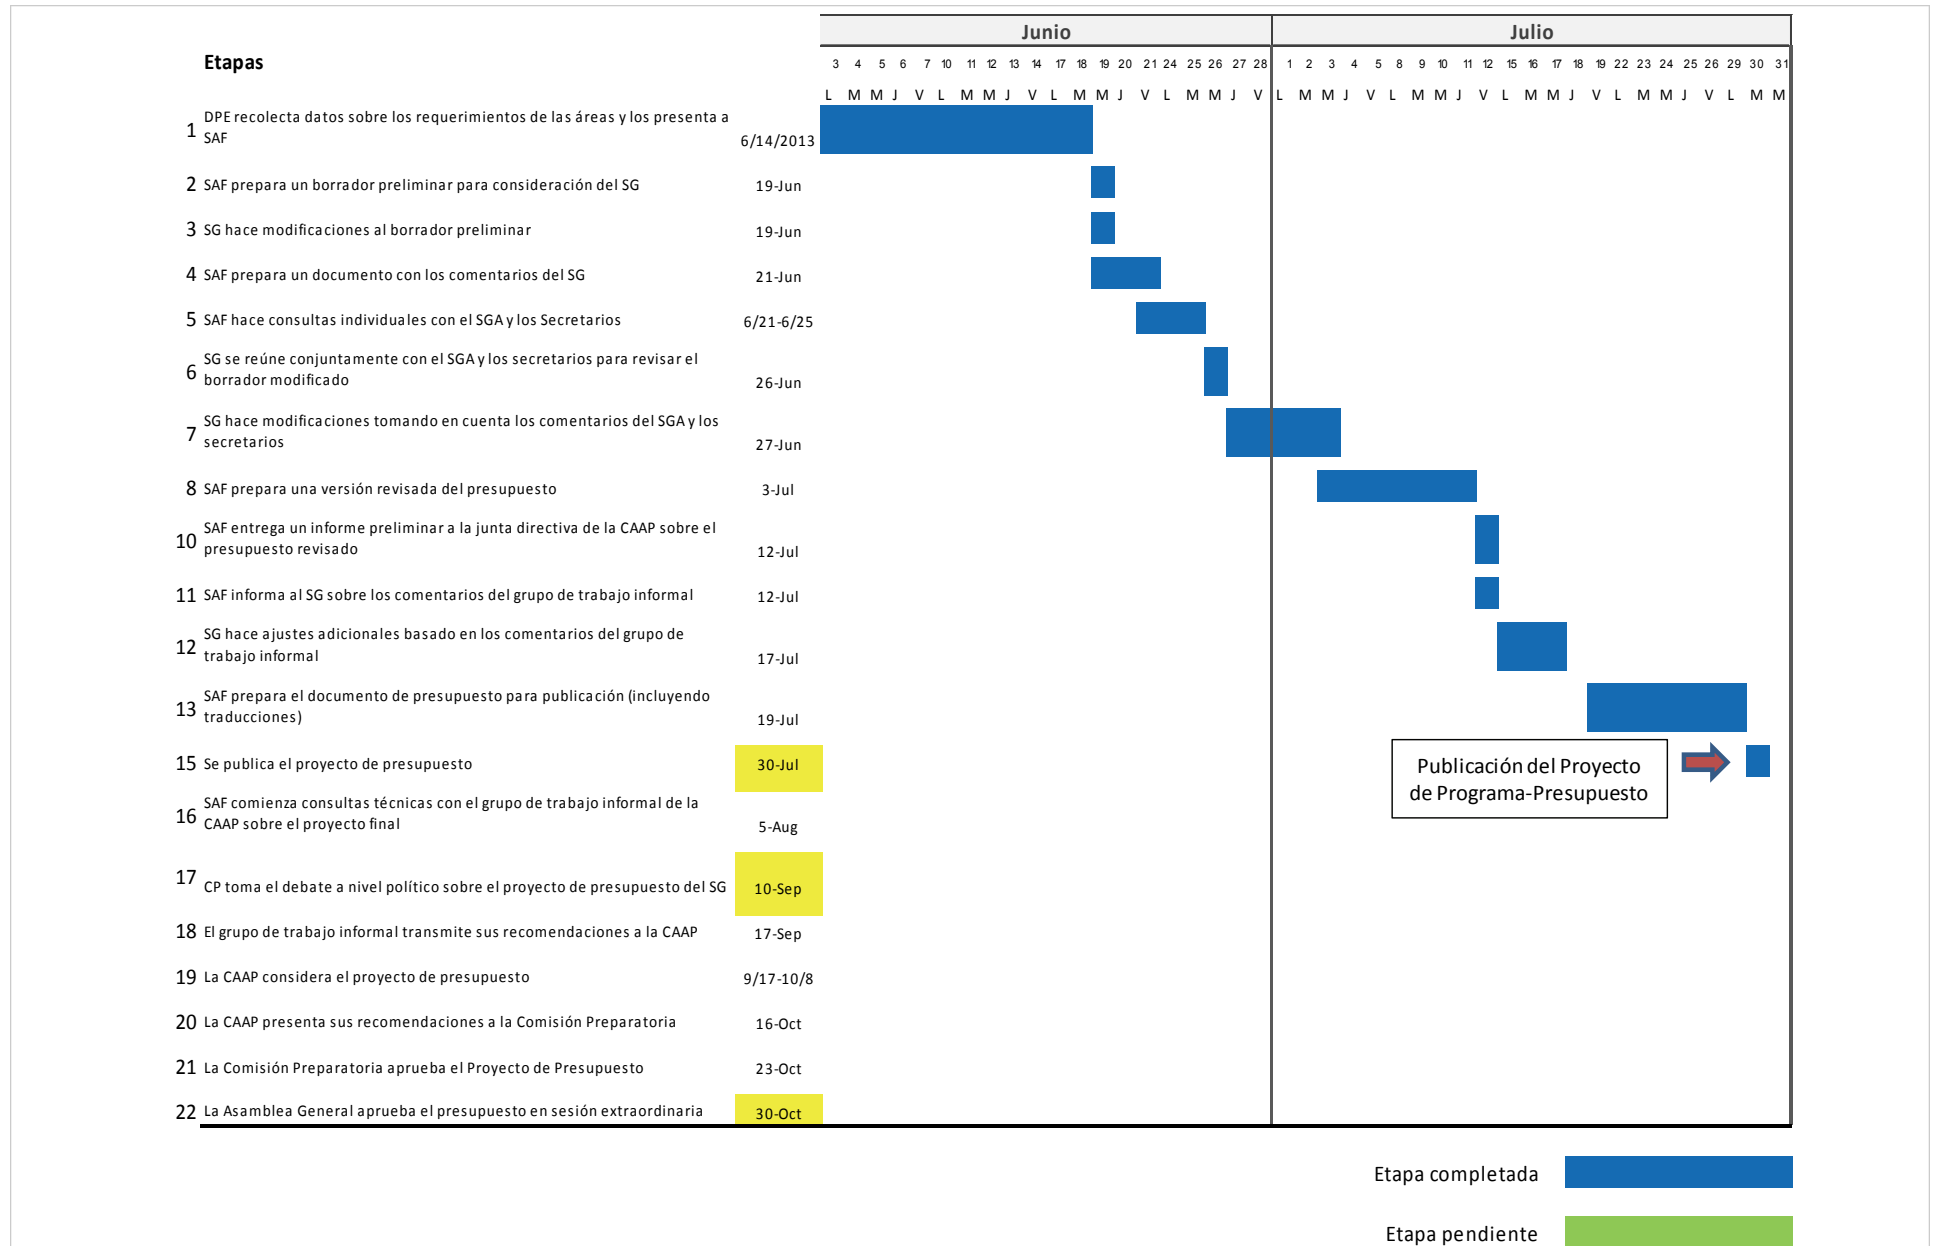 Junio Julio
Etapas
3 4 5 6 7 10 11 12 13 14 17 18 19 20 21 24 25 26 27 28 1 2 3 4 5 8 9 10 11 12 15 16 17 18 19 22 23 24 25 26 29 30 31
L M M J V L M M J V L M M J V L M M J V L M M J V L M M J V L M M J V L M M J V L M M
1 DPE recolecta datos sobre los requerimientos de las áreas y los presenta a
SAF 6/14/2013
2 SAF prepara un borrador preliminar para consideración del SG 19-Jun
3 SG hace modificaciones al borrador preliminar 19-Jun
4 SAF prepara un documento con los comentarios del SG 21-Jun
5 SAF hace consultas individuales con el SGA y los Secretarios 6/21-6/25
6 SG se reúne conjuntamente con el SGA y los secretarios para revisar el
borrador modificado 26-Jun
7 SG hace modificaciones tomando en cuenta los comentarios del SGA y los
secretarios 27-Jun
8 SAF prepara una versión revisada del presupuesto 3-Jul
10 SAF entrega un informe preliminar a la junta directiva de la CAAP sobre el
presupuesto revisado 12-Jul
11 SAF informa al SG sobre los comentarios del grupo de trabajo informal 12-Jul
12 SG hace ajustes adicionales basado en los comentarios del grupo de
trabajo informal 17-Jul
13 SAF prepara el documento de presupuesto para publicación (incluyendo
traducciones) 19-Jul
15 Se publica el proyecto de presupuesto 30-Jul
Publicación del Proyecto
de Programa-Presupuesto
16 SAF comienza consultas técnicas con el grupo de trabajo informal de la
CAAP sobre el proyecto final 5-Aug
17 CP toma el debate a nivel político sobre el proyecto de presupuesto del SG 10-Sep
18 El grupo de trabajo informal transmite sus recomendaciones a la CAAP 17-Sep
19 La CAAP considera el proyecto de presupuesto 9/17-10/8
20 La CAAP presenta sus recomendaciones a la Comisión Preparatoria 16-Oct
21 La Comisión Preparatoria aprueba el Proyecto de Presupuesto 23-Oct
22 La Asamblea General aprueba el presupuesto en sesión extraordinaria 30-Oct
Etapa completada
Etapa pendiente